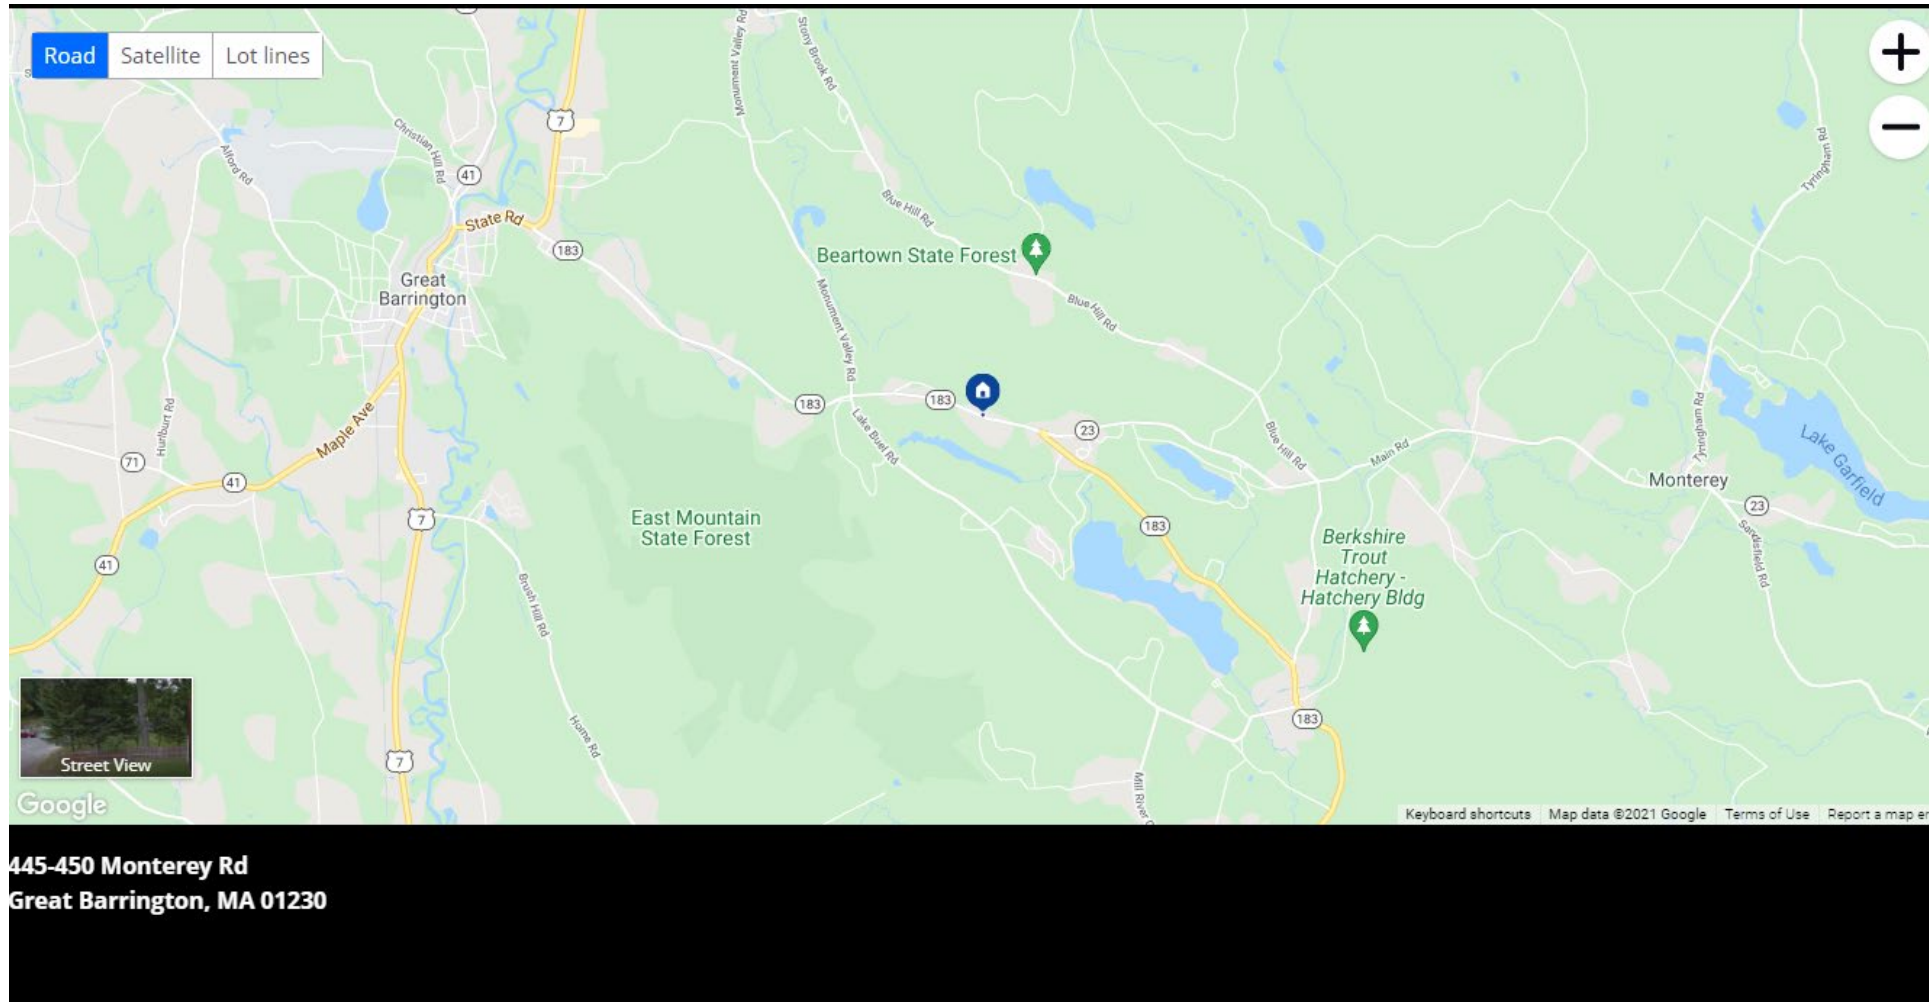 Road
Satellite
Lot lines
Monument Valley Rd
Stony Brook Rd
7
Christian Hill Rd
Alford Rd
41
State Rd
183
Blue Hill Rd
Tyringham Rd
Beartown State Forest
Great
Barrington
Blue Hill Rd
Monument Valley Rd
183
183
23
Hurlburt Rd
Maple Ave
71
41
Lake Buel Rd
Blue Hill Rd
Main Rd
Tyringham Rd
Lake Garfield
Monterey
23
Sandisfield Rd
7
East Mountain
State Forest
183
Berkshire
Trout
Hatchery -
Hatchery Bldg
41
Brush Hill Rd
Home Rd
183
7
Mill River
Street View
Google
Keyboard shortcuts
Map data ©2021 Google
Terms of Use
Report a map er
445-450 Monterey Rd
Great Barrington, MA 01230